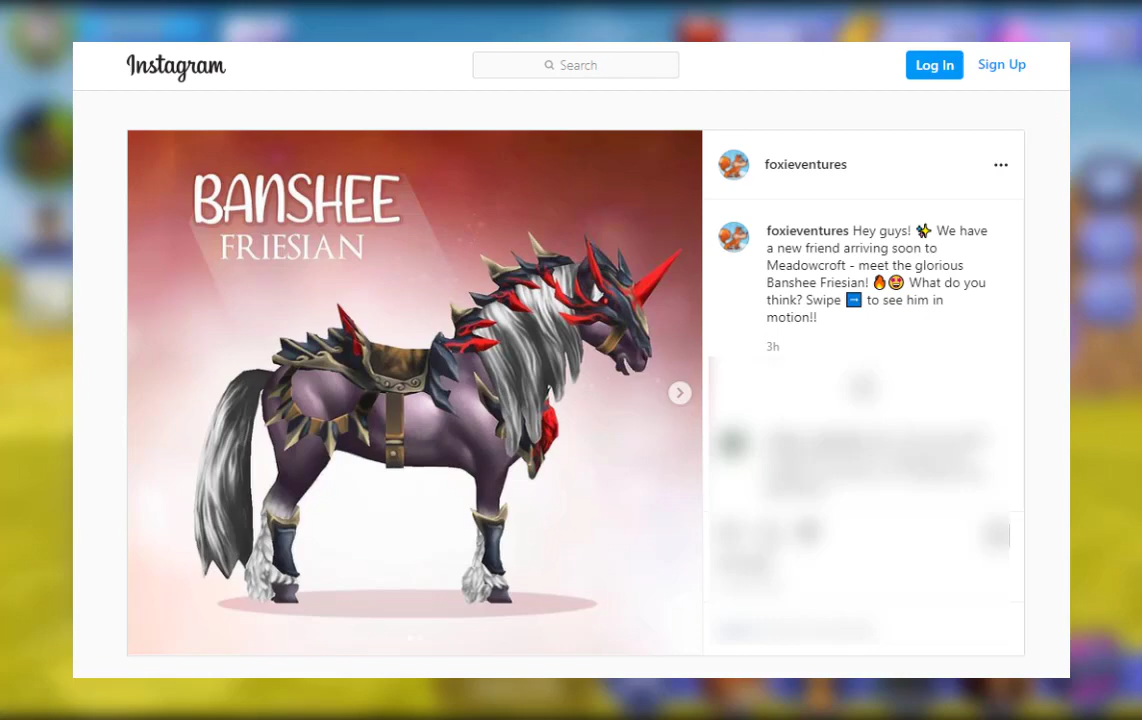 Instagram
Search
Log In
Sign Up
BANSHEE
FRIESIAN
foxieventures
foxieventures Hey guys! ✨ We have
a new friend arriving soon to
Meadowcroft - meet the glorious
Banshee Friesian! 🔥😍 What do you
think? Swipe ➡️ to see him in
motion!!
3h